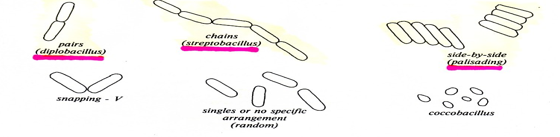 pairs
(diplobacillus)
chains
(streptobacillus)
side-by-side
(palisading)
snapping - V
singles or no specific
arrangement
(random)
coccobacillus